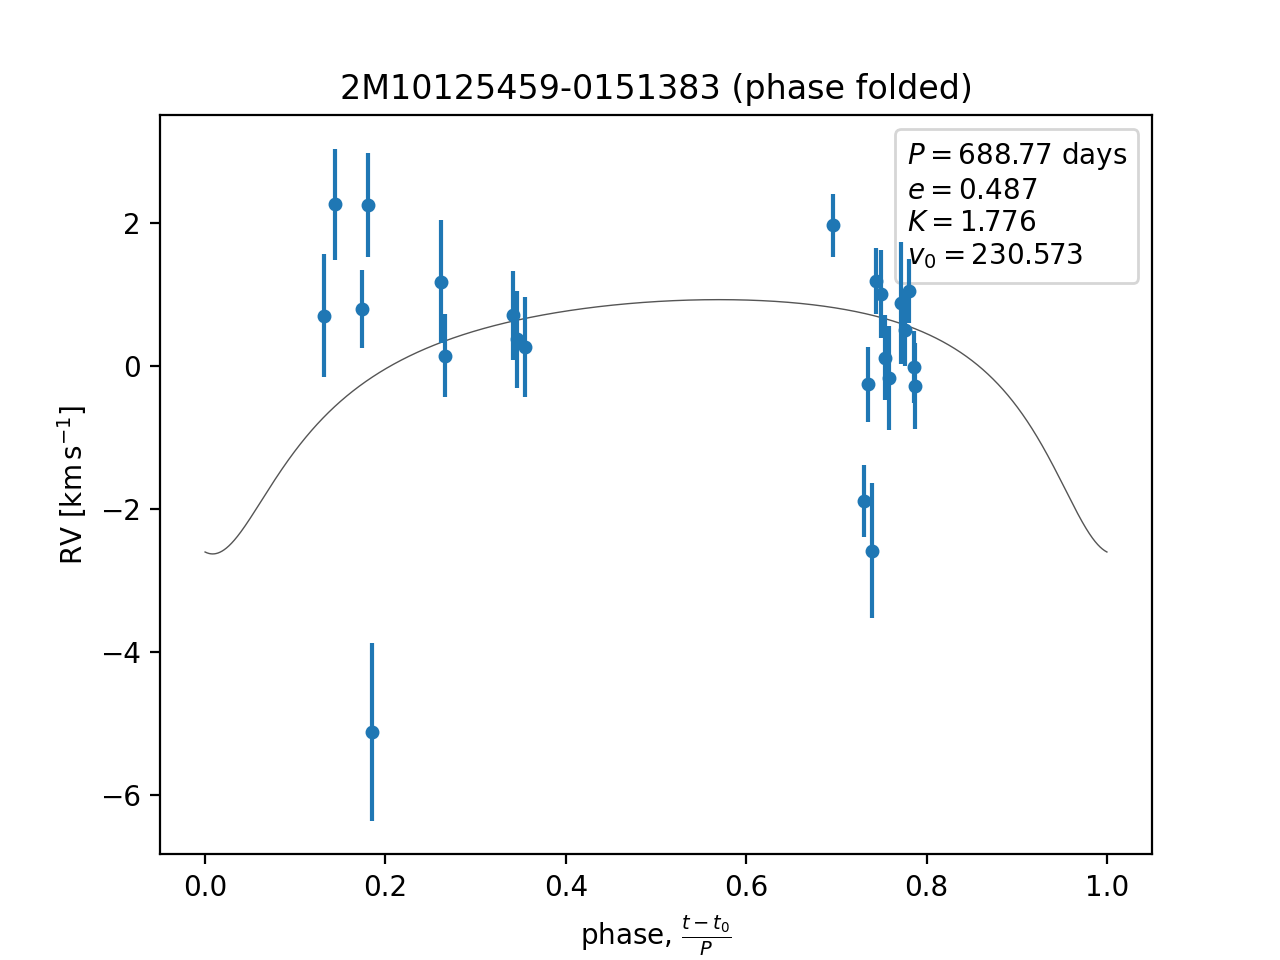 2M10125459-0151383 (phase folded)
P = 688.77 days
e = 0.487
K = 1.776
v₀ = 230.573
2
0
−2
−4
−6
RV [km s⁻¹]
0.0 0.2 0.4 0.6 0.8 1.0
phase, (t − t₀)/P